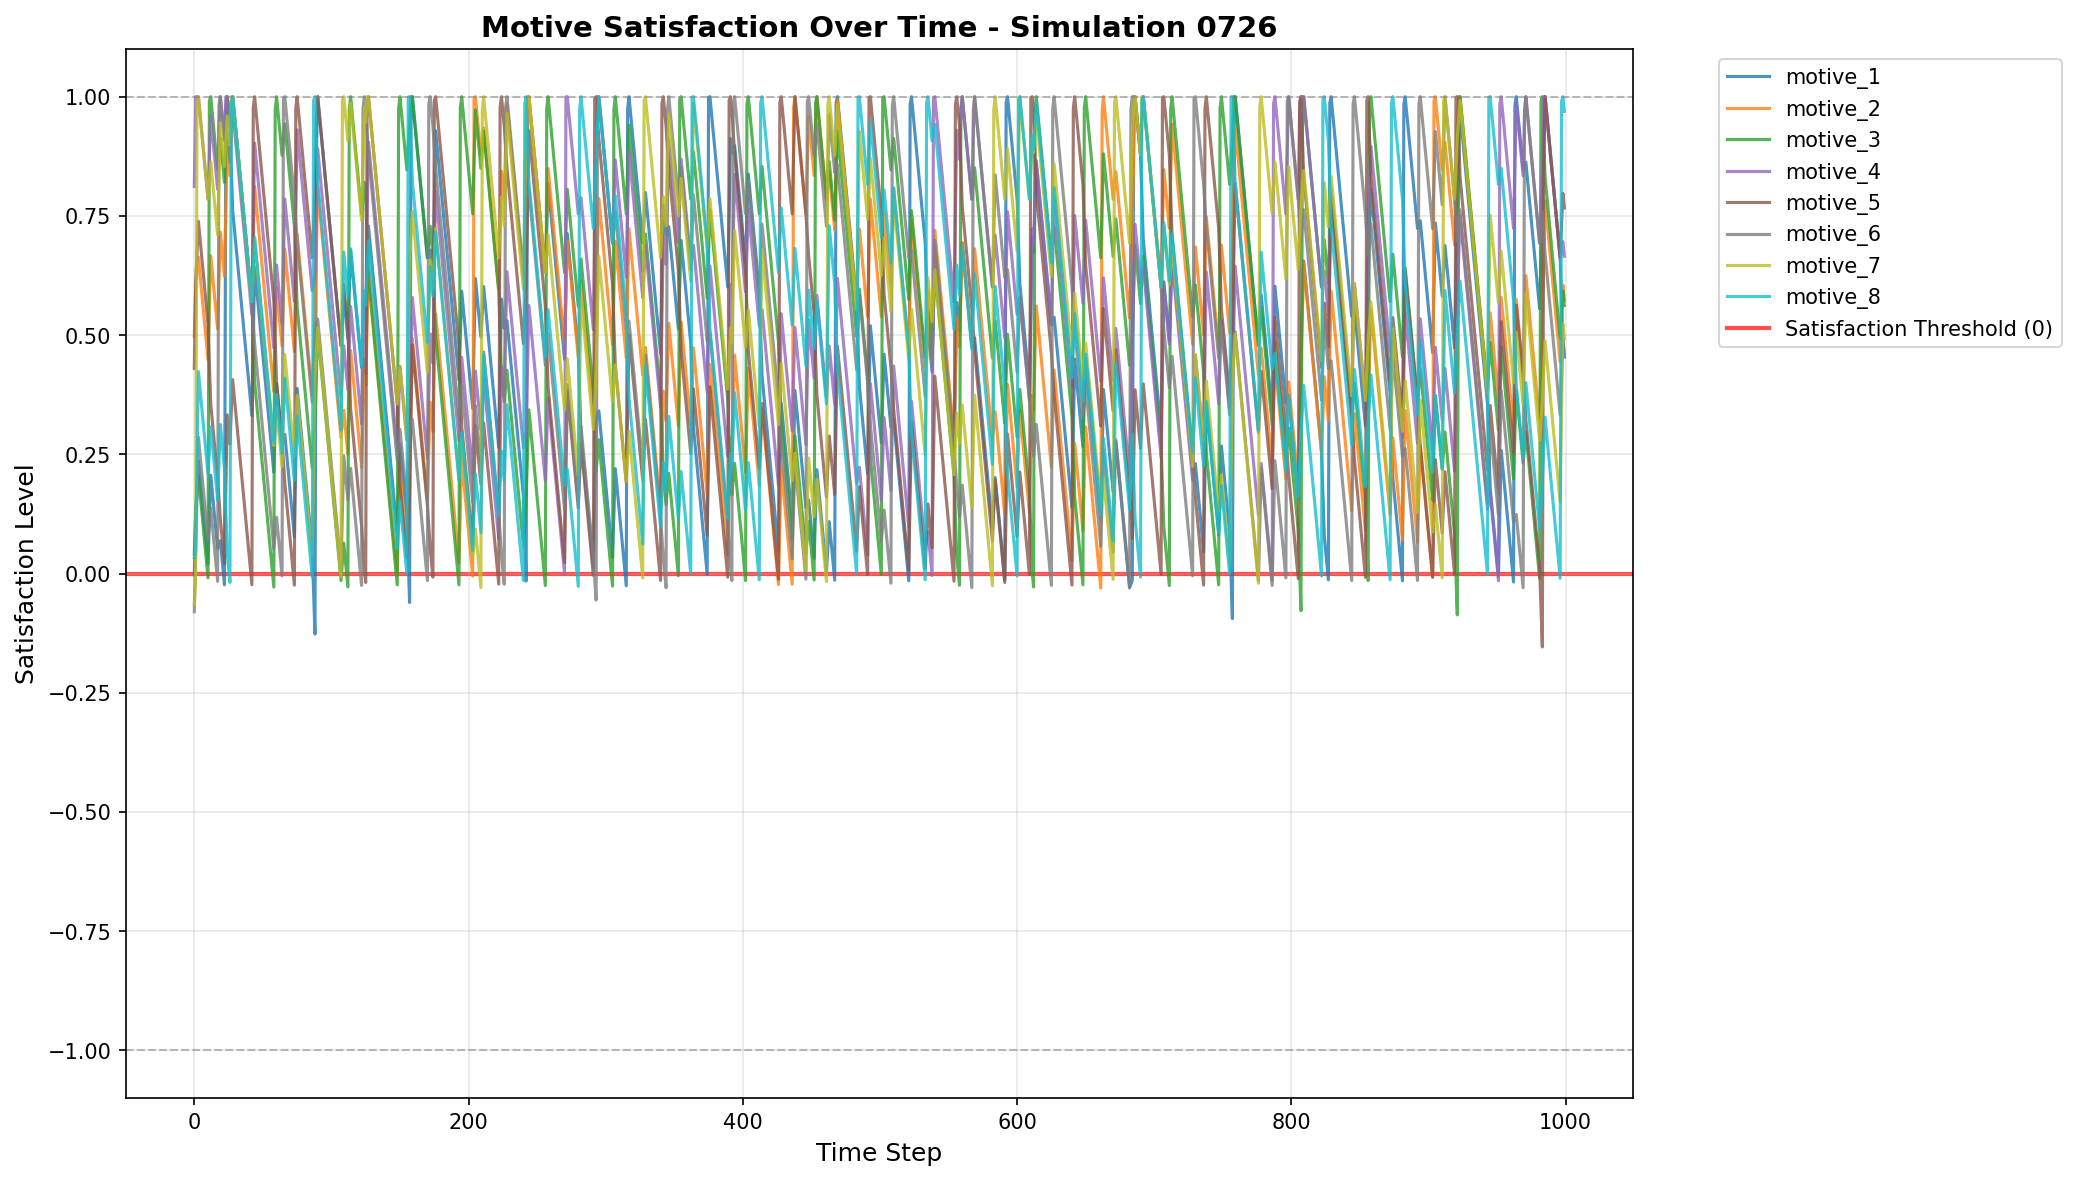 Motive Satisfaction Over Time - Simulation 0726
Satisfaction Level
1.00
0.75
0.50
0.25
0.00
−0.25
−0.50
−0.75
−1.00
0
200
400
600
800
1000
Time Step
motive_1
motive_2
motive_3
motive_4
motive_5
motive_6
motive_7
motive_8
Satisfaction Threshold (0)